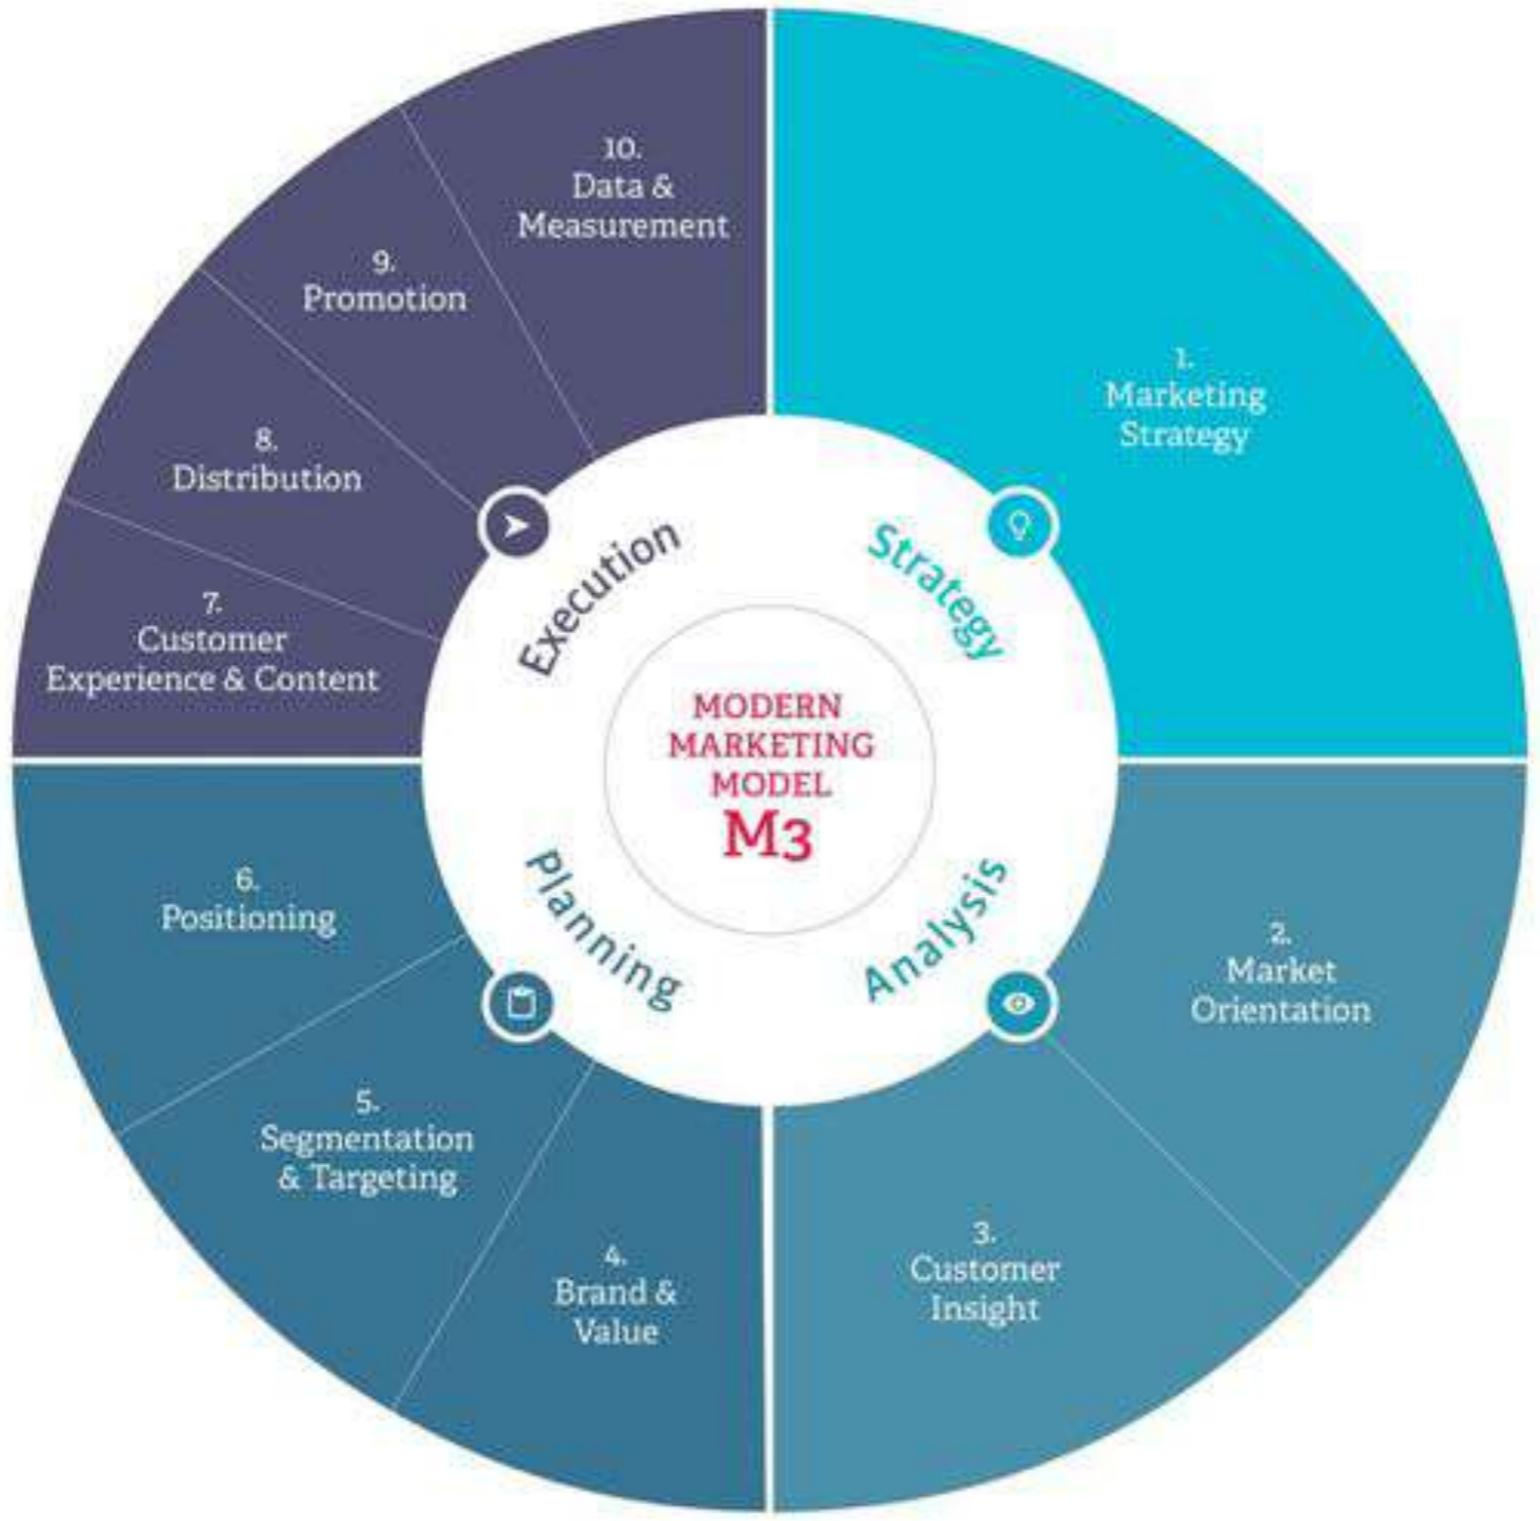 MODERN
MARKETING
MODEL
M3
Strategy
1.
Marketing
Strategy
Analysis
2.
Market
Orientation
3.
Customer
Insight
Planning
4.
Brand &
Value
5.
Segmentation
& Targeting
6.
Positioning
Execution
7.
Customer
Experience & Content
8.
Distribution
9.
Promotion
10.
Data &
Measurement